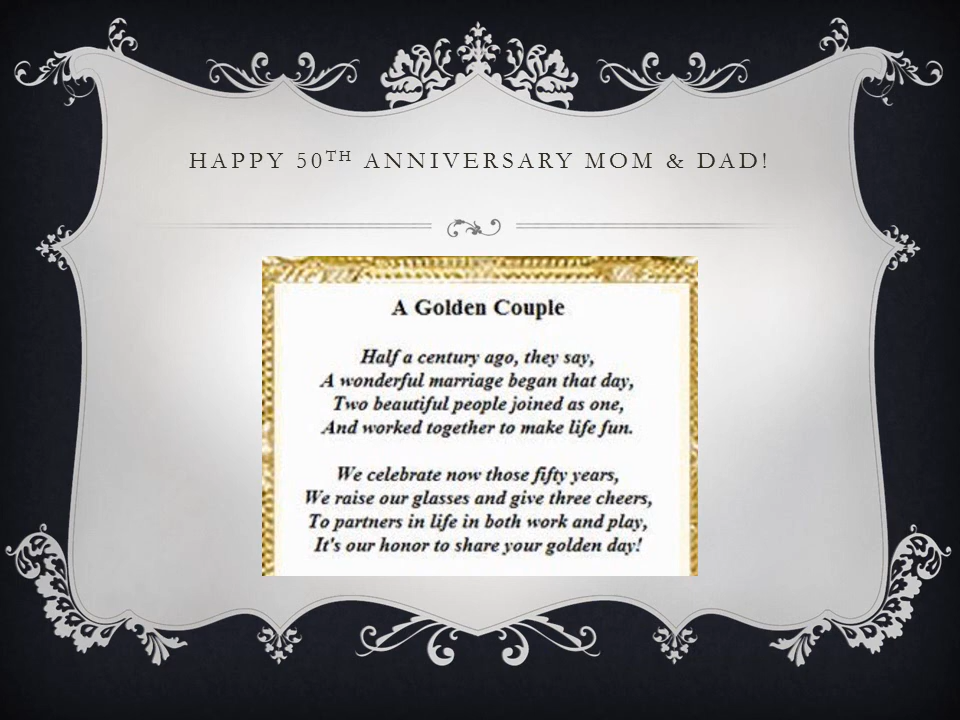 HAPPY 50TH ANNIVERSARY MOM & DAD!
A Golden Couple
Half a century ago, they say,
A wonderful marriage began that day,
Two beautiful people joined as one,
And worked together to make life fun.
We celebrate now those fifty years,
We raise our glasses and give three cheers,
To partners in life in both work and play,
It's our honor to share your golden day!